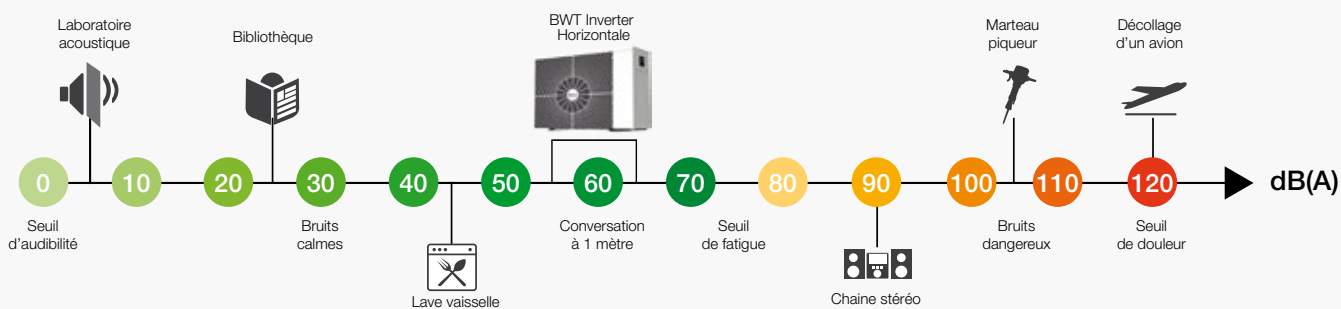 Laboratoire
acoustique
Bibliothèque
BWT Inverter
Horizontale
Marteau
piqueur
Décollage
d'un avion
0 10 20 30 40 50 60 70 80 90 100 110 120 dB(A)
Seuil
d'audibilité
Bruits
calmes
Conversation
à 1 mètre
Seuil
de fatigue
Bruits
dangereux
Seuil
de douleur
Lave vaisselle
Chaine stéréo